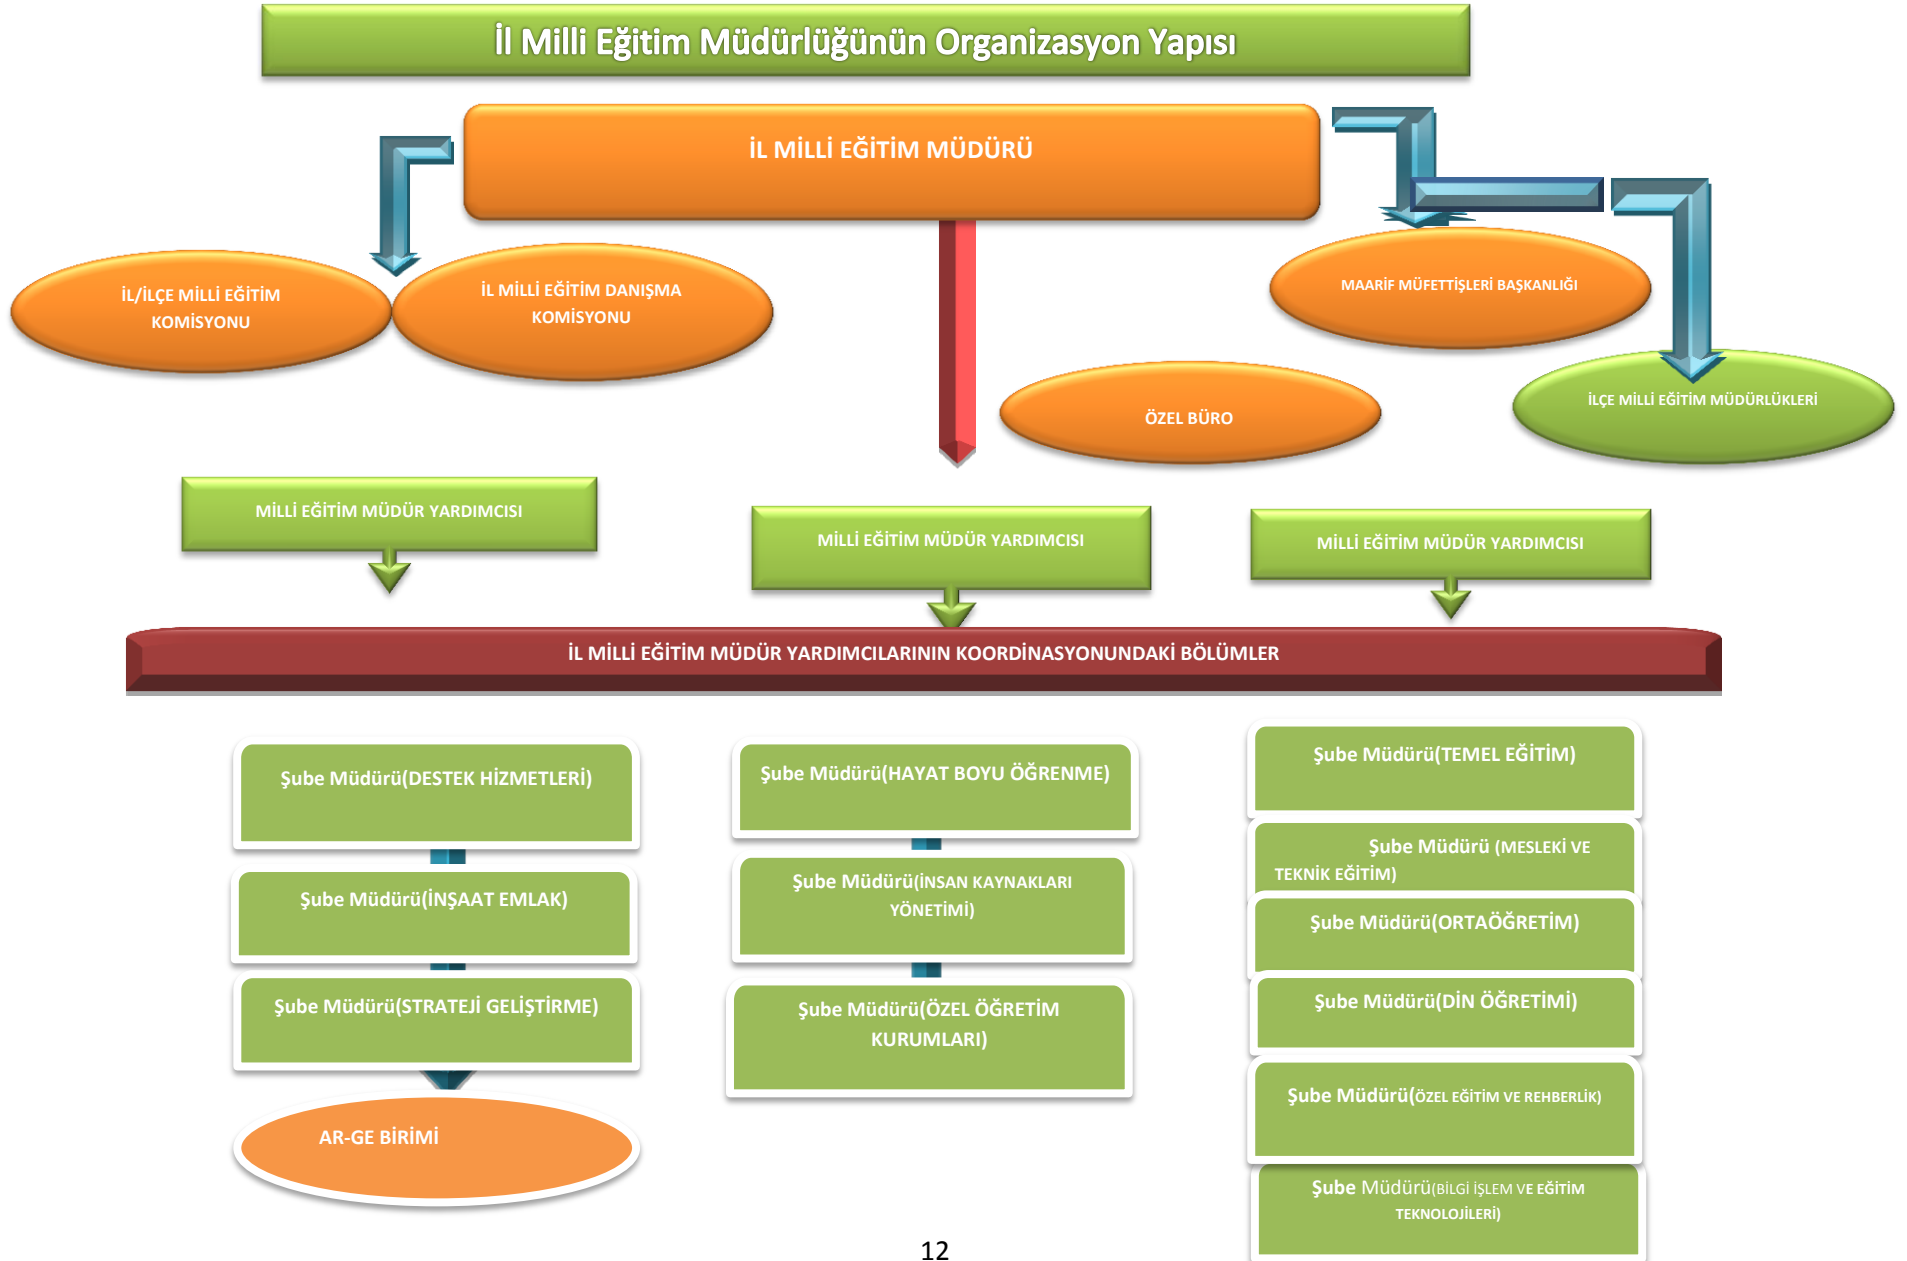 İl Milli Eğitim Müdürlüğünün Organizasyon Yapısı
İL MİLLİ EĞİTİM MÜDÜRÜ
İL/İLÇE MİLLİ EĞİTİM
KOMİSYONU
İL MİLLİ EĞİTİM DANIŞMA
KOMİSYONU
MAARİF MÜFETTİŞLERİ BAŞKANLIĞI
ÖZEL BÜRO
İLÇE MİLLİ EĞİTİM MÜDÜRLÜKLERİ
MİLLİ EĞİTİM MÜDÜR YARDIMCISI
MİLLİ EĞİTİM MÜDÜR YARDIMCISI
MİLLİ EĞİTİM MÜDÜR YARDIMCISI
İL MİLLİ EĞİTİM MÜDÜR YARDIMCILARININ KOORDİNASYONUNDAKİ BÖLÜMLER
Şube Müdürü(DESTEK HİZMETLERİ)
Şube Müdürü(İNŞAAT EMLAK)
Şube Müdürü(STRATEJİ GELİŞTİRME)
AR-GE BİRİMİ
Şube Müdürü(HAYAT BOYU ÖĞRENME)
Şube Müdürü(İNSAN KAYNAKLARI
YÖNETİMİ)
Şube Müdürü(ÖZEL ÖĞRETİM
KURUMLARI)
Şube Müdürü(TEMEL EĞİTİM)
Şube Müdürü (MESLEKİ VE
TEKNİK EĞİTİM)
Şube Müdürü(ORTAÖĞRETİM)
Şube Müdürü(DİN ÖĞRETİMİ)
Şube Müdürü(ÖZEL EĞİTİM VE REHBERLİK)
Şube Müdürü(BİLGİ İŞLEM VE EĞİTİM
TEKNOLOJİLERİ)
12